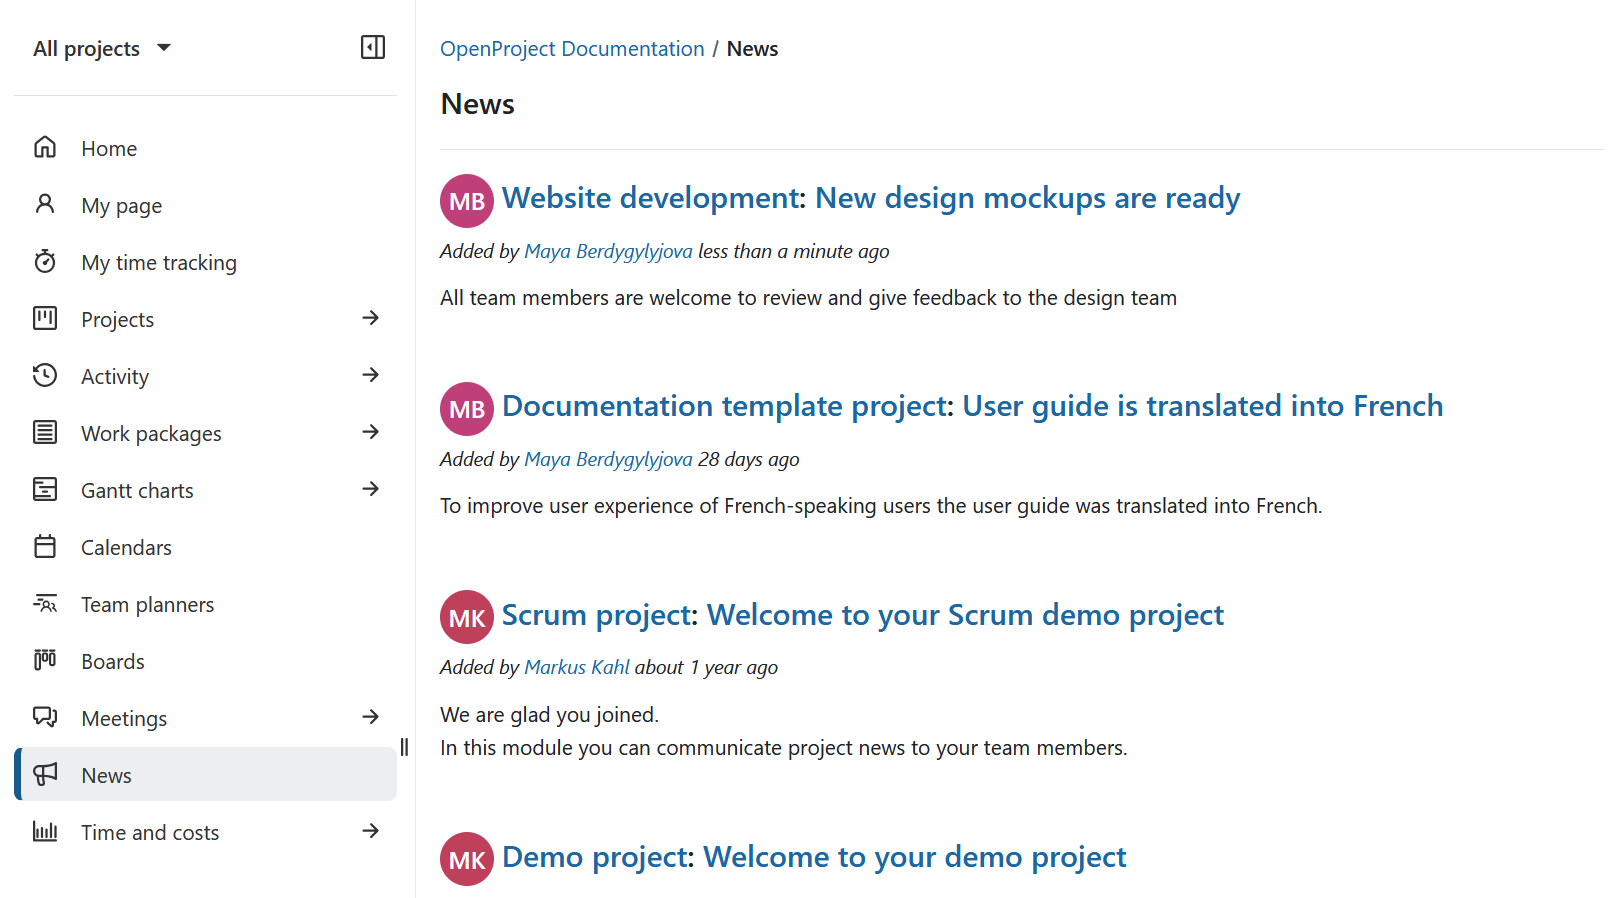 All projects
Home
My page
My time tracking
Projects
Activity
Work packages
Gantt charts
Calendars
Team planners
Boards
Meetings
News
Time and costs
OpenProject Documentation / News
News
MB Website development: New design mockups are ready
Added by Maya Berdygylyjova less than a minute ago
All team members are welcome to review and give feedback to the design team
MB Documentation template project: User guide is translated into French
Added by Maya Berdygylyjova 28 days ago
To improve user experience of French-speaking users the user guide was translated into French.
MK Scrum project: Welcome to your Scrum demo project
Added by Markus Kahl about 1 year ago
We are glad you joined.
In this module you can communicate project news to your team members.
MK Demo project: Welcome to your demo project